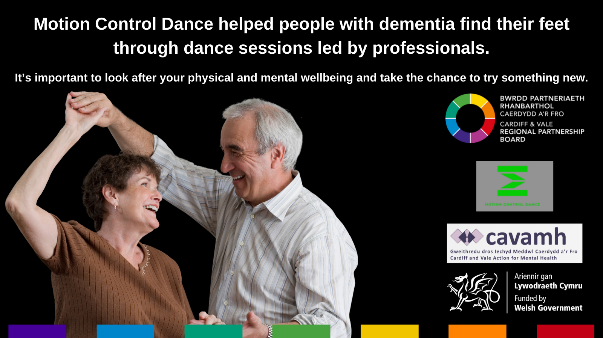 Motion Control Dance helped people with dementia find their feet
through dance sessions led by professionals.
It's important to look after your physical and mental wellbeing and take the chance to try something new.
BWRDD PARTNERIAETH
RHANBARTHOL
CAERDYDD A'R FRO
CARDIFF & VALE
REGIONAL PARTNERSHIP
BOARD
cavamh
Gweithredu dros Iechyd Meddwl Caerdydd a'r Fro
Cardiff and Vale Action for Mental Health
Ariennir gan
Lywodraeth Cymru
Funded by
Welsh Government